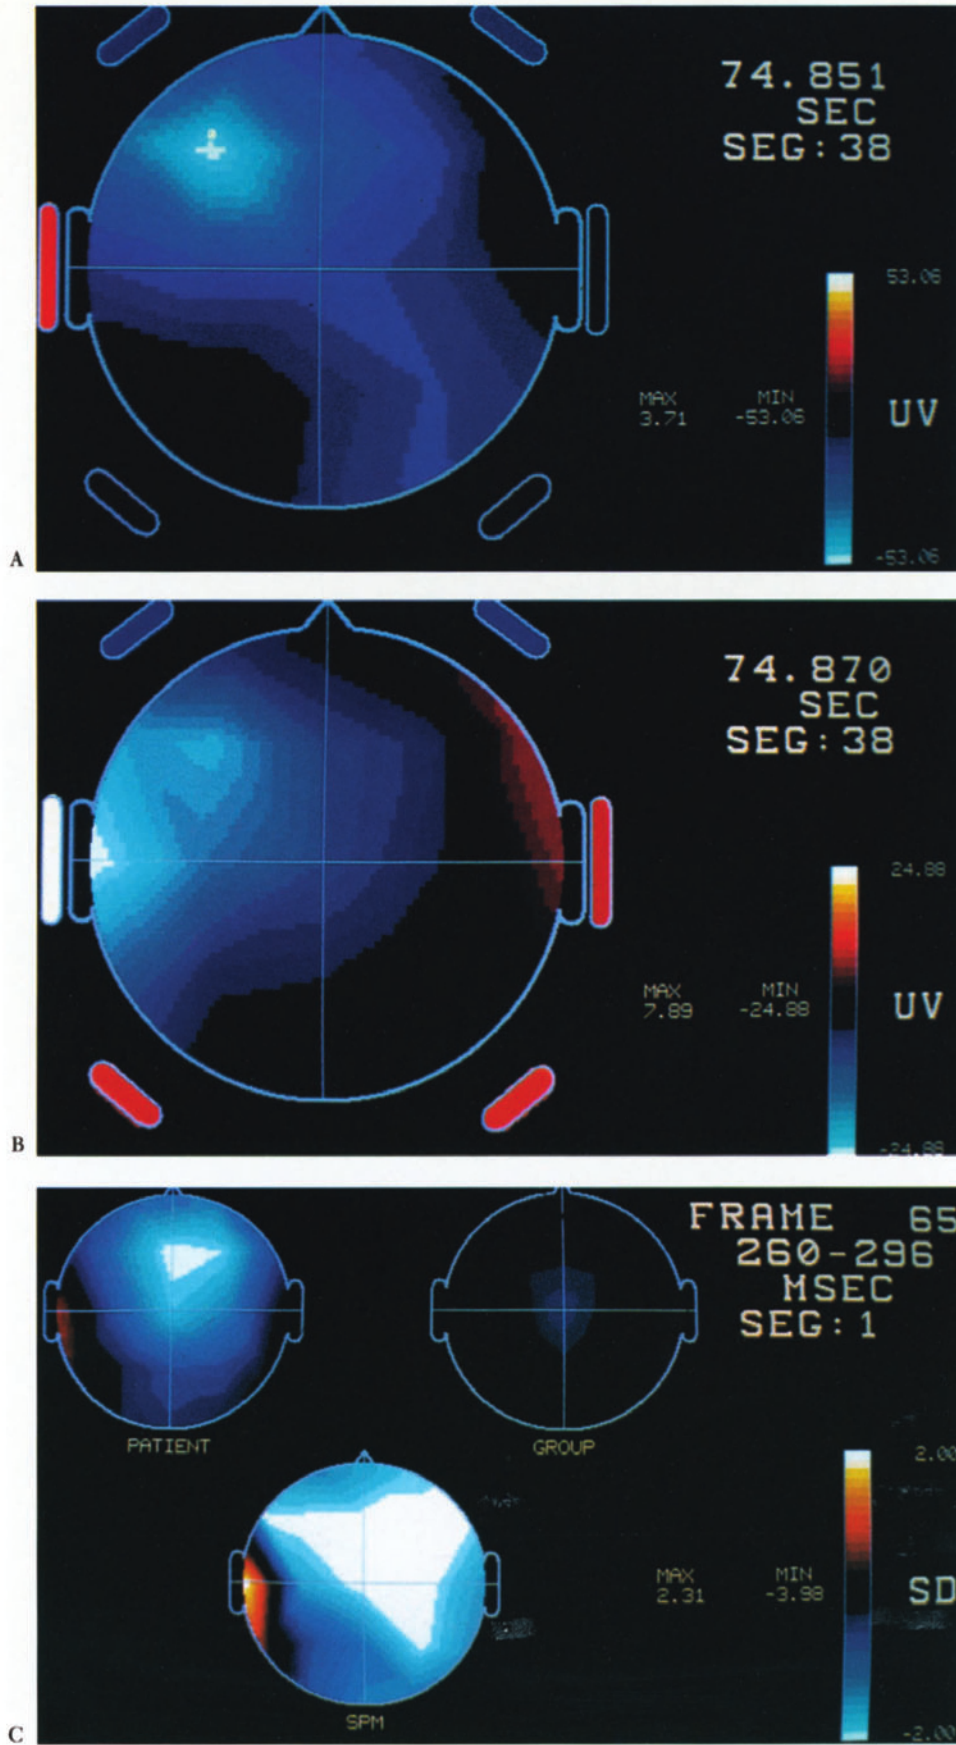 74.851
SEC
SEG:38
53.06
MAX MIN
3.71 -53.06
UV
-53.06
A
74.870
SEC
SEG:38
24.88
MAX MIN
7.89 -24.88
UV
-24.88
B
FRAME 65
260-296
MSEC
SEG:1
PATIENT GROUP
2.00
MAX MIN
2.31 -3.98
SD
SPM
-2.00
C